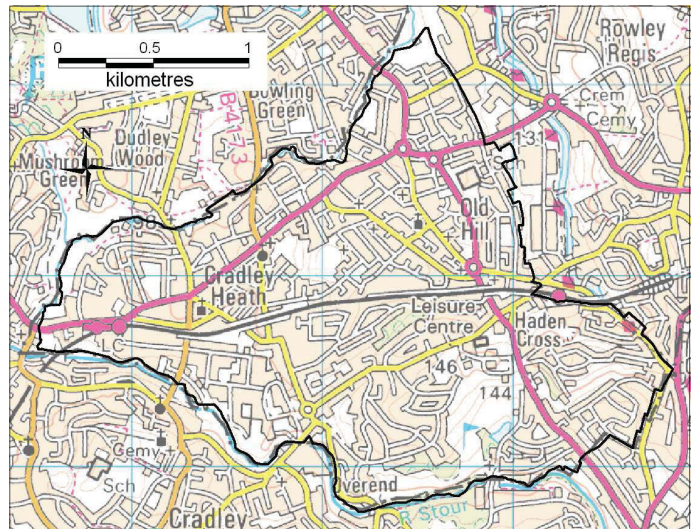 0 0.5 1
kilometres
Rowley
Regis
B4173
Bowling
Green
Crem
Cemy
N
Dudley
Wood
131
Mushroom
Green
Old
Hill
Cradley
Heath
Leisure
Centre
Haden
Cross
LC
146
144
Cemy
Sch
Overend
R Stour
Cradley